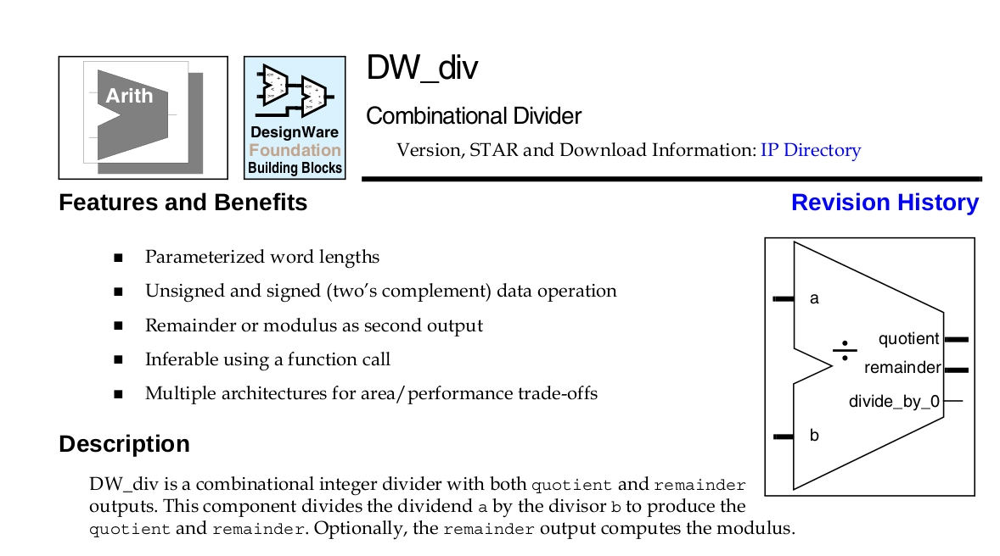 Arith
DesignWare
Foundation
Building Blocks
DW_div
Combinational Divider
Version, STAR and Download Information: IP Directory
Features and Benefits
Revision History
■ Parameterized word lengths
■ Unsigned and signed (two’s complement) data operation
■ Remainder or modulus as second output
■ Inferable using a function call
■ Multiple architectures for area/performance trade-offs
a
÷
quotient
remainder
divide_by_0
b
Description
DW_div is a combinational integer divider with both quotient and remainder
outputs. This component divides the dividend a by the divisor b to produce the
quotient and remainder. Optionally, the remainder output computes the modulus.